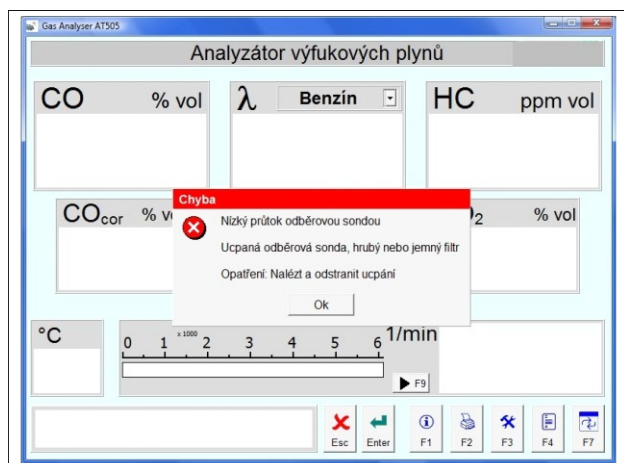 Gas Analyser AT505
Analyzátor výfukových plynů
CO % vol
λ Benzín
HC ppm vol
COcor % v
2 % vol
Chyba
Nízký průtok odběrovou sondou
Ucpaná odběrová sonda, hrubý nebo jemný filtr
Opatření: Nalézt a odstranit ucpání
Ok
°C
x 1000
0 1 2 3 4 5 6 1/min
F9
Esc Enter F1 F2 F3 F4 F7